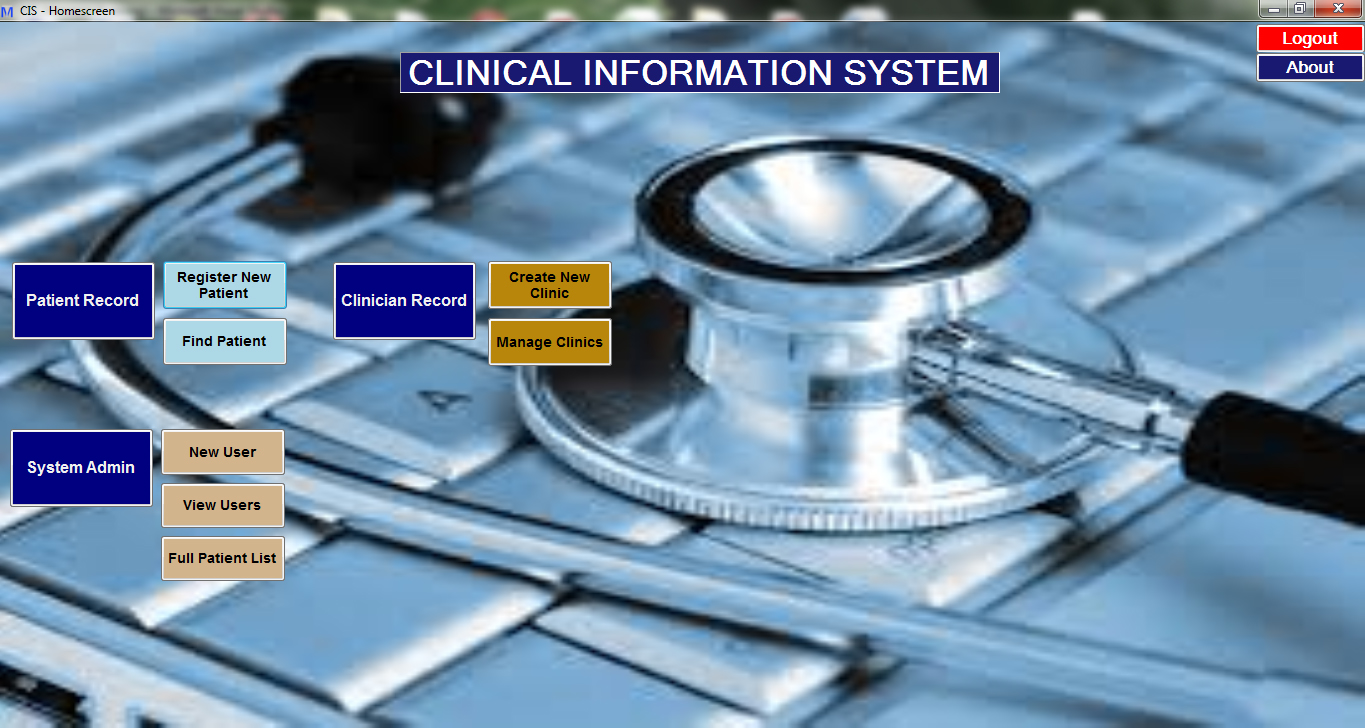 M CIS - Homescreen
Logout
About
CLINICAL INFORMATION SYSTEM
Patient Record
Register New
Patient
Find Patient
Clinician Record
Create New
Clinic
Manage Clinics
System Admin
New User
View Users
Full Patient List
A